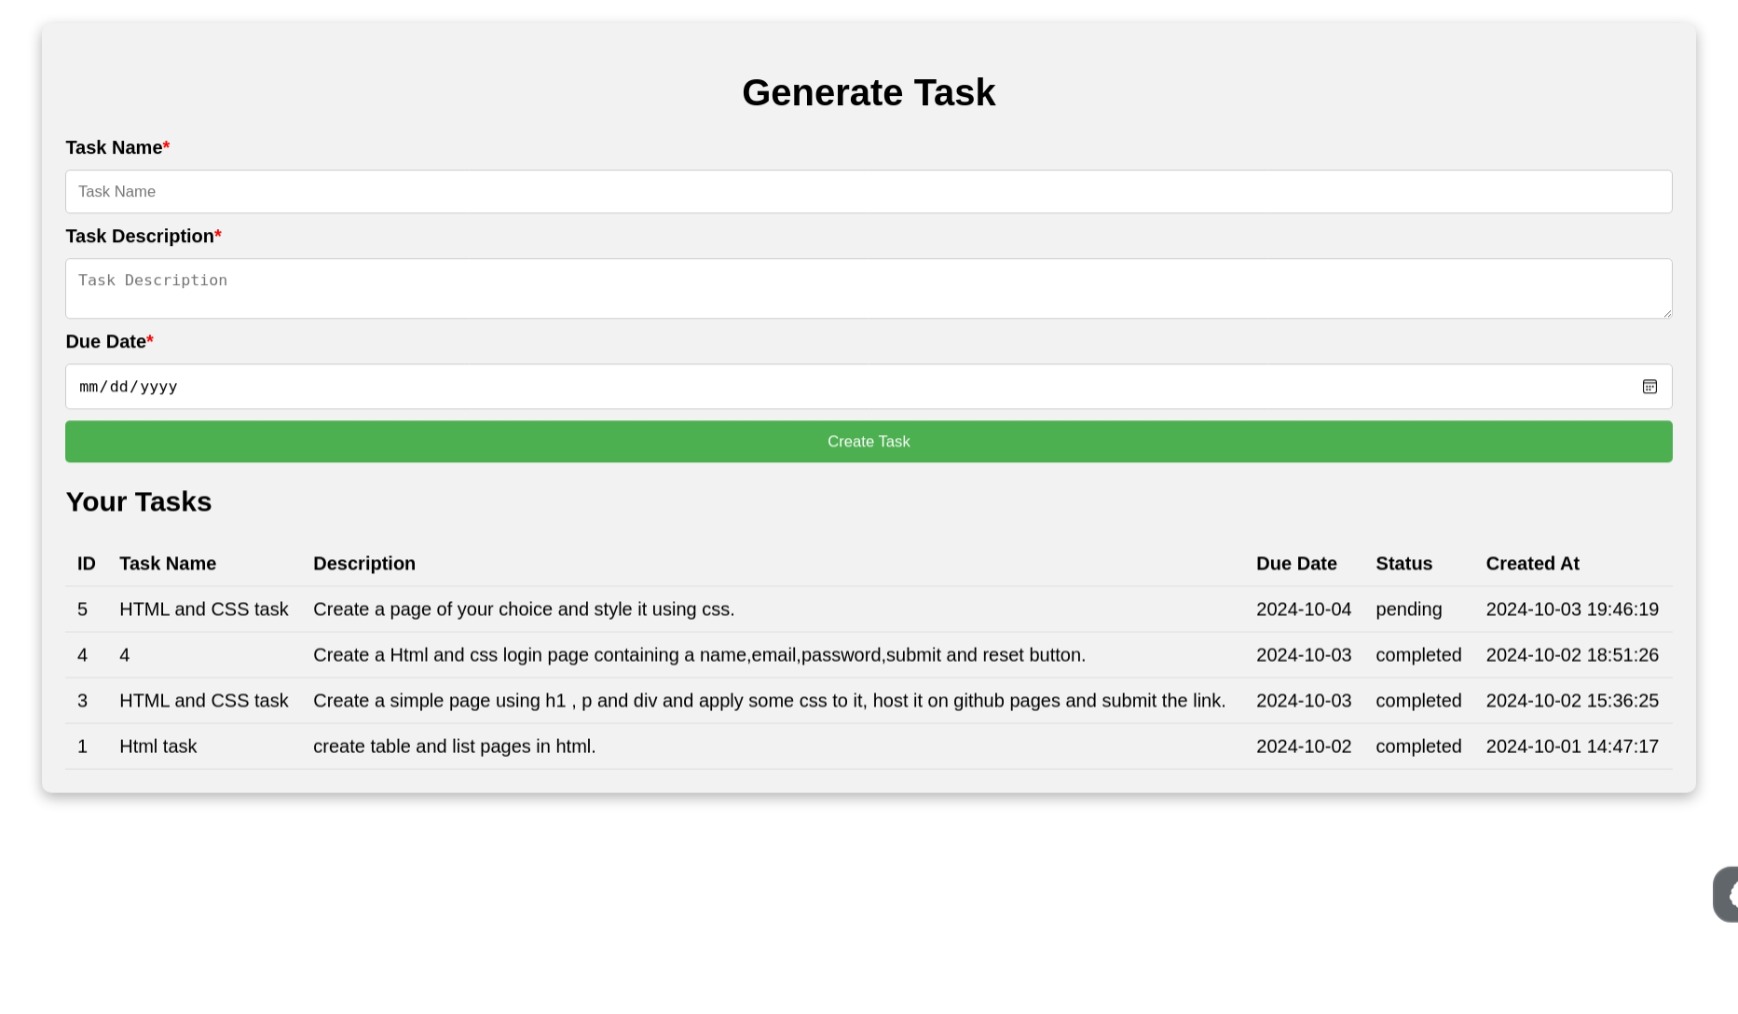 Generate Task
Task Name*
Task Name
Task Description*
Task Description
Due Date*
mm/dd/yyyy
Create Task
Your Tasks
ID Task Name Description Due Date Status Created At
5 HTML and CSS task Create a page of your choice and style it using css. 2024-10-04 pending 2024-10-03 19:46:19
4 4 Create a Html and css login page containing a name,email,password,submit and reset button. 2024-10-03 completed 2024-10-02 18:51:26
3 HTML and CSS task Create a simple page using h1 , p and div and apply some css to it, host it on github pages and submit the link. 2024-10-03 completed 2024-10-02 15:36:25
1 Html task create table and list pages in html. 2024-10-02 completed 2024-10-01 14:47:17